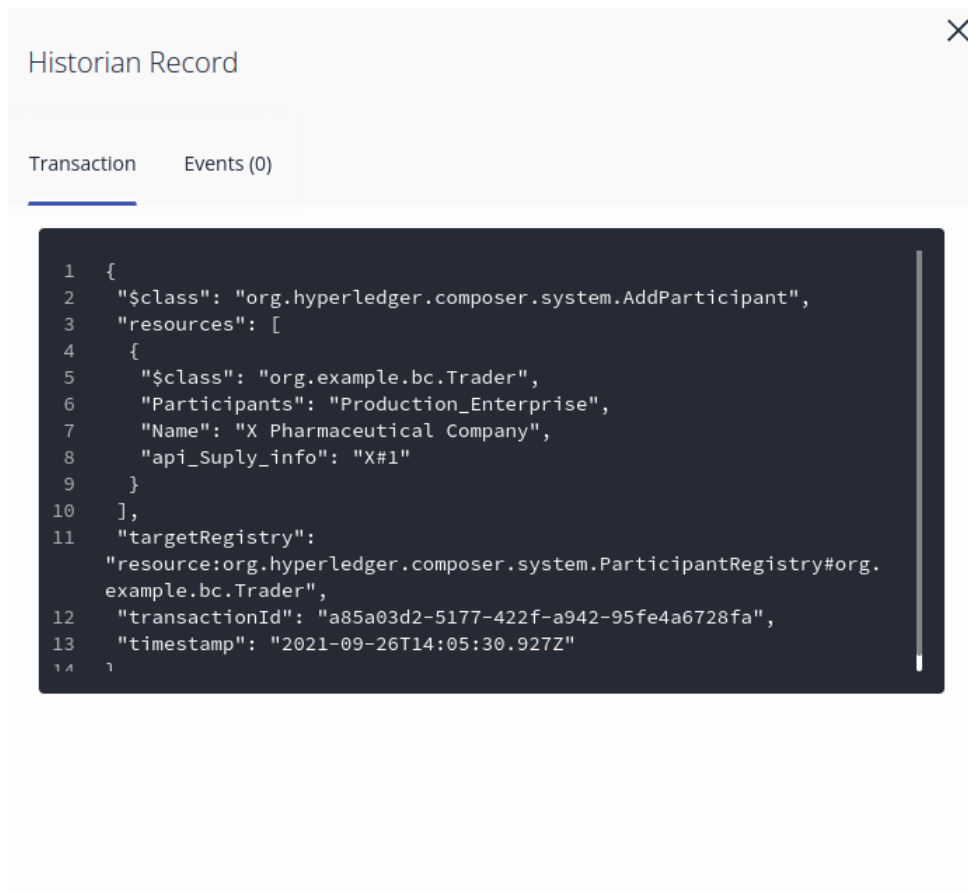 Historian Record
Transaction Events (0)
1 {
2 "$class": "org.hyperledger.composer.system.AddParticipant",
3 "resources": [
4 {
5 "$class": "org.example.bc.Trader",
6 "Participants": "Production_Enterprise",
7 "Name": "X Pharmaceutical Company",
8 "api_Suply_info": "X#1"
9 }
10 ],
11 "targetRegistry":
"resource:org.hyperledger.composer.system.ParticipantRegistry#org.
example.bc.Trader",
12 "transactionId": "a85a03d2-5177-422f-a942-95fe4a6728fa",
13 "timestamp": "2021-09-26T14:05:30.927Z"
14 }